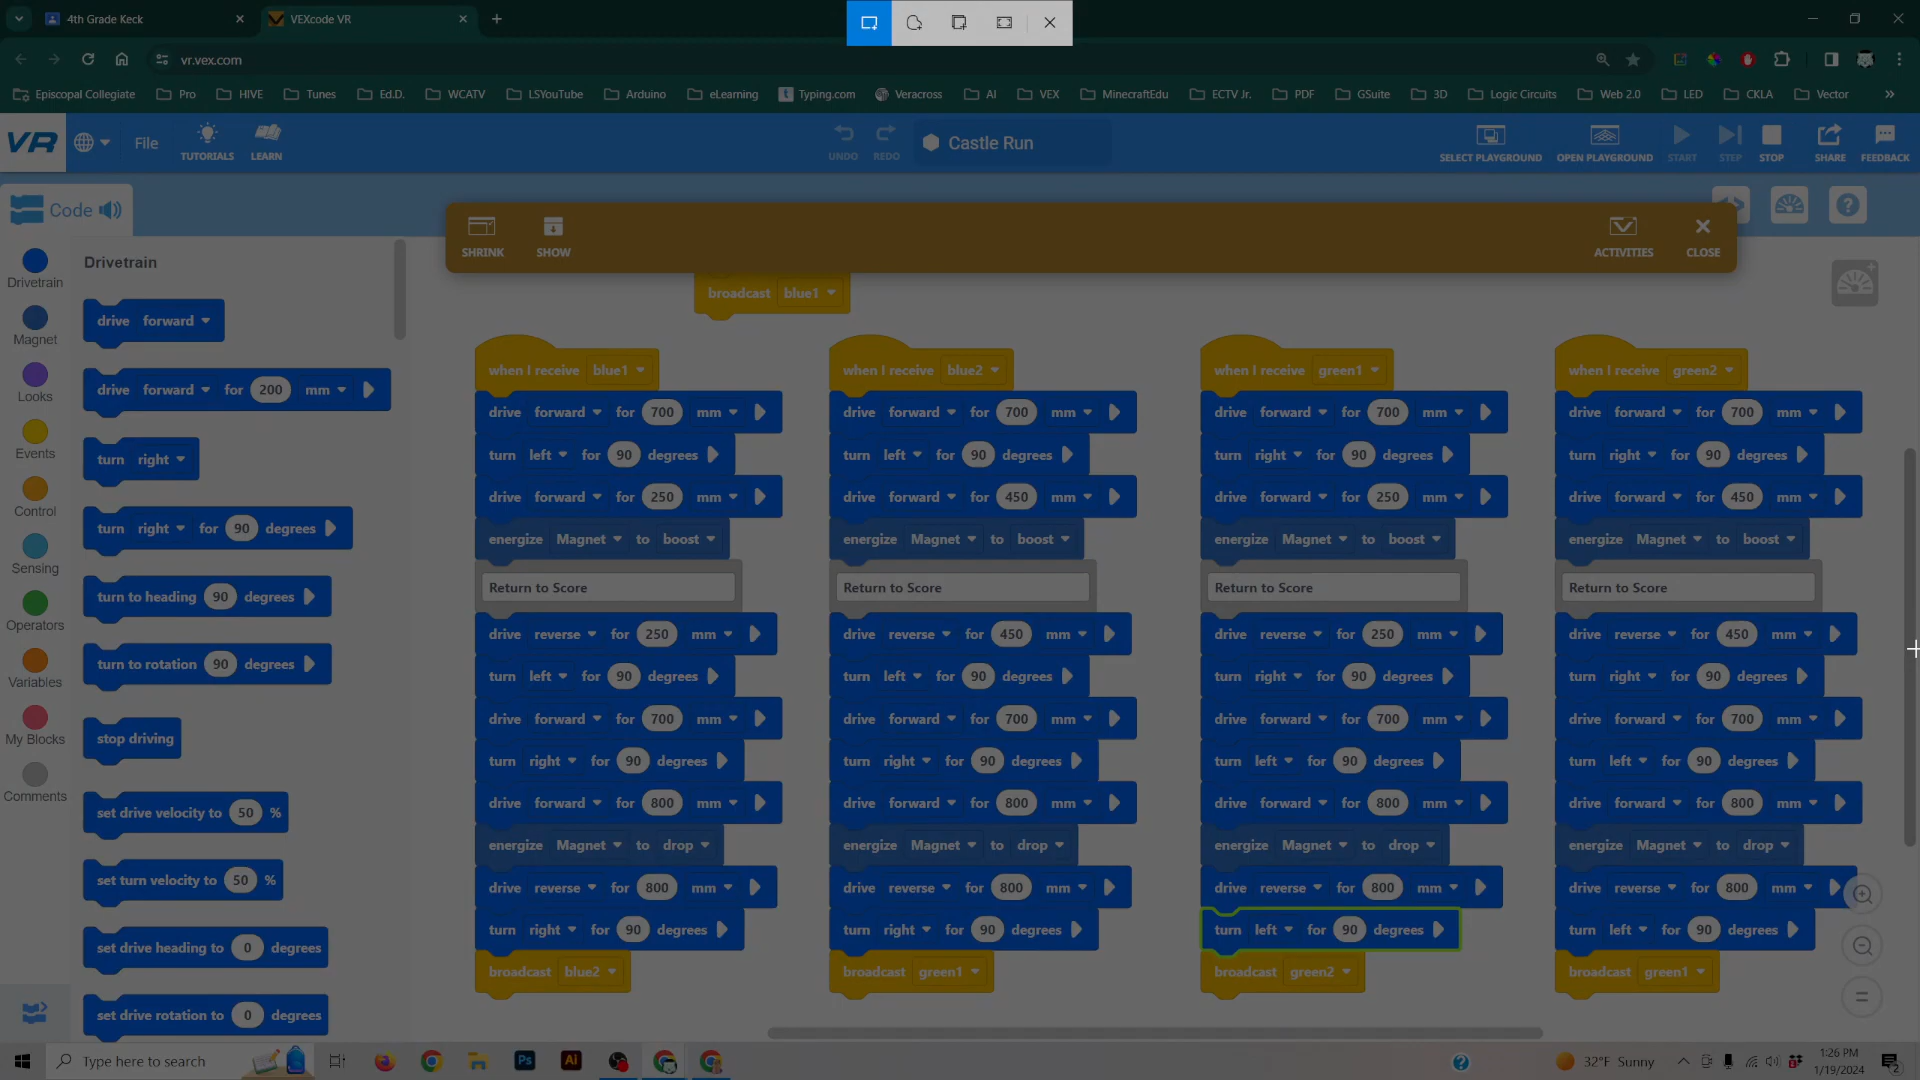 4th Grade Keck
VEXcode VR
vr.vex.com
Episcopal Collegiate
Pro
HIVE
Tunes
Ed.D.
WCATV
LSYouTube
Arduino
eLearning
Typing.com
Veracross
AI
VEX
MinecraftEdu
ECTV Jr.
PDF
GSuite
3D
Logic Circuits
Web 2.0
LED
CKLA
Vector
VR
File
TUTORIALS
LEARN
UNDO
REDO
Castle Run
SELECT PLAYGROUND
OPEN PLAYGROUND
START
STEP
STOP
SHARE
FEEDBACK
Code
SHRINK
SHOW
ACTIVITIES
CLOSE
Drivetrain
Magnet
Looks
Events
Control
Sensing
Operators
Variables
My Blocks
Comments
Drivetrain
drive forward
drive forward for 200 mm
turn right
turn right for 90 degrees
turn to heading 90 degrees
turn to rotation 90 degrees
stop driving
set drive velocity to 50 %
set turn velocity to 50 %
set drive heading to 0 degrees
set drive rotation to 0 degrees
broadcast blue1
when I receive blue1
drive forward for 700 mm
turn left for 90 degrees
drive forward for 250 mm
energize Magnet to boost
Return to Score
drive reverse for 250 mm
turn left for 90 degrees
drive forward for 700 mm
turn right for 90 degrees
drive forward for 800 mm
energize Magnet to drop
drive reverse for 800 mm
turn right for 90 degrees
broadcast blue2
when I receive blue2
drive forward for 700 mm
turn left for 90 degrees
drive forward for 450 mm
energize Magnet to boost
Return to Score
drive reverse for 450 mm
turn left for 90 degrees
drive forward for 700 mm
turn right for 90 degrees
drive forward for 800 mm
energize Magnet to drop
drive reverse for 800 mm
turn right for 90 degrees
broadcast green1
when I receive green1
drive forward for 700 mm
turn right for 90 degrees
drive forward for 250 mm
energize Magnet to boost
Return to Score
drive reverse for 250 mm
turn right for 90 degrees
drive forward for 700 mm
turn left for 90 degrees
drive forward for 800 mm
energize Magnet to drop
drive reverse for 800 mm
turn left for 90 degrees
broadcast green2
when I receive green2
drive forward for 700 mm
turn right for 90 degrees
drive forward for 450 mm
energize Magnet to boost
Return to Score
drive reverse for 450 mm
turn right for 90 degrees
drive forward for 700 mm
turn left for 90 degrees
drive forward for 800 mm
energize Magnet to drop
drive reverse for 800 mm
turn left for 90 degrees
broadcast green1
Type here to search
Ps
Ai
32°F Sunny
1:26 PM
1/19/2024
2